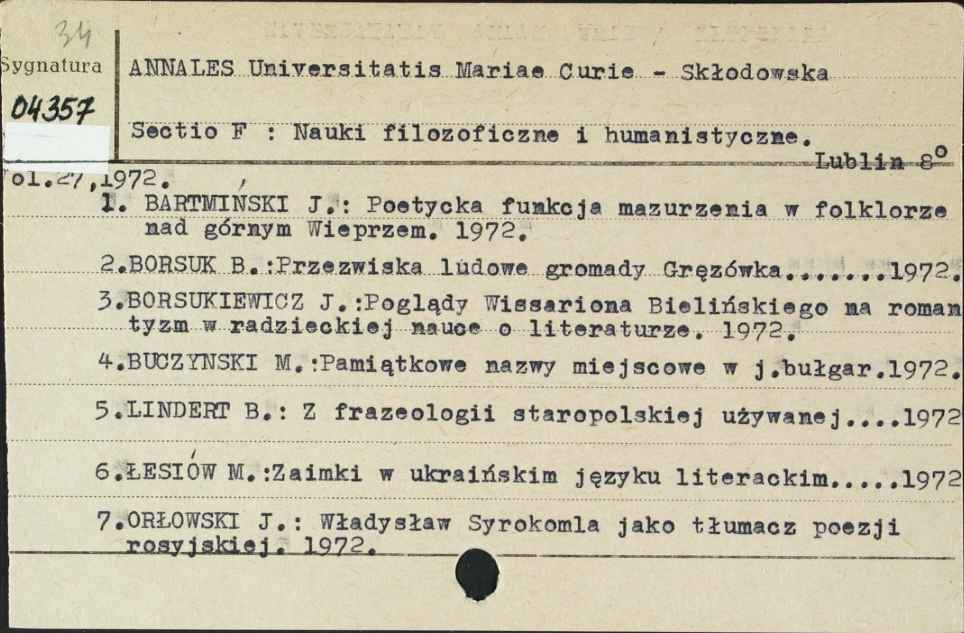 34
Sygnatura
ANNALES Universitatis Mariae Curie - Skłodowska
04357
Sectio F : Nauki filozoficzne i humanistyczne.
Lublin 8°
ol.27,1972.
1. BARTMIŃSKI J.: Poetycka funkcja mazurzenia w folklorze
nad górnym Wieprzem. 1972.
2.BORSUK B.:Przezwiska ludowe gromady Gręzówka.......1972.
3.BORSUKIEWICZ J.:Poglądy Wissariona Bielińskiego na roman
tyzm w radzieckiej nauce o literaturze. 1972.
4.BUCZYNSKI M.:Pamiątkowe nazwy miejscowe w j.bułgar.1972.
5.LINDERT B.: Z frazeologii staropolskiej używanej....1972
6.ŁESIÓW M.:Zaimki w ukraińskim języku literackim.....1972
7.ORŁOWSKI J.: Władysław Syrokomla jako tłumacz poezji
rosyjskiej. 1972.